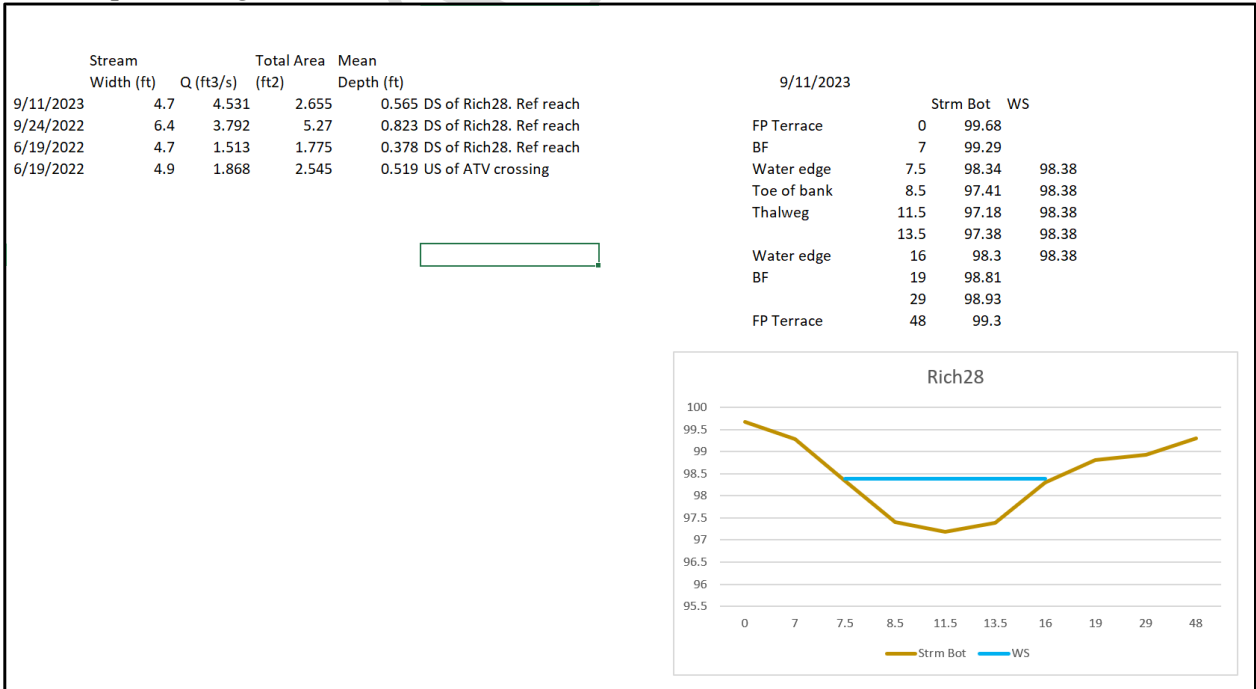 Stream Total Area Mean
Width (ft) Q (ft3/s) (ft2) Depth (ft)
9/11/2023 4.7 4.531 2.655 0.565 DS of Rich28. Ref reach
9/24/2022 6.4 3.792 5.27 0.823 DS of Rich28. Ref reach
6/19/2022 4.7 1.513 1.775 0.378 DS of Rich28. Ref reach
6/19/2022 4.9 1.868 2.545 0.519 US of ATV crossing
9/11/2023
Strm Bot WS
FP Terrace 0 99.68
BF 7 99.29
Water edge 7.5 98.34 98.38
Toe of bank 8.5 97.41 98.38
Thalweg 11.5 97.18 98.38
13.5 97.38 98.38
Water edge 16 98.3 98.38
BF 19 98.81
29 98.93
FP Terrace 48 99.3
Rich28
100
99.5
99
98.5
98
97.5
97
96.5
96
95.5
0 7 7.5 8.5 11.5 13.5 16 19 29 48
Strm Bot WS